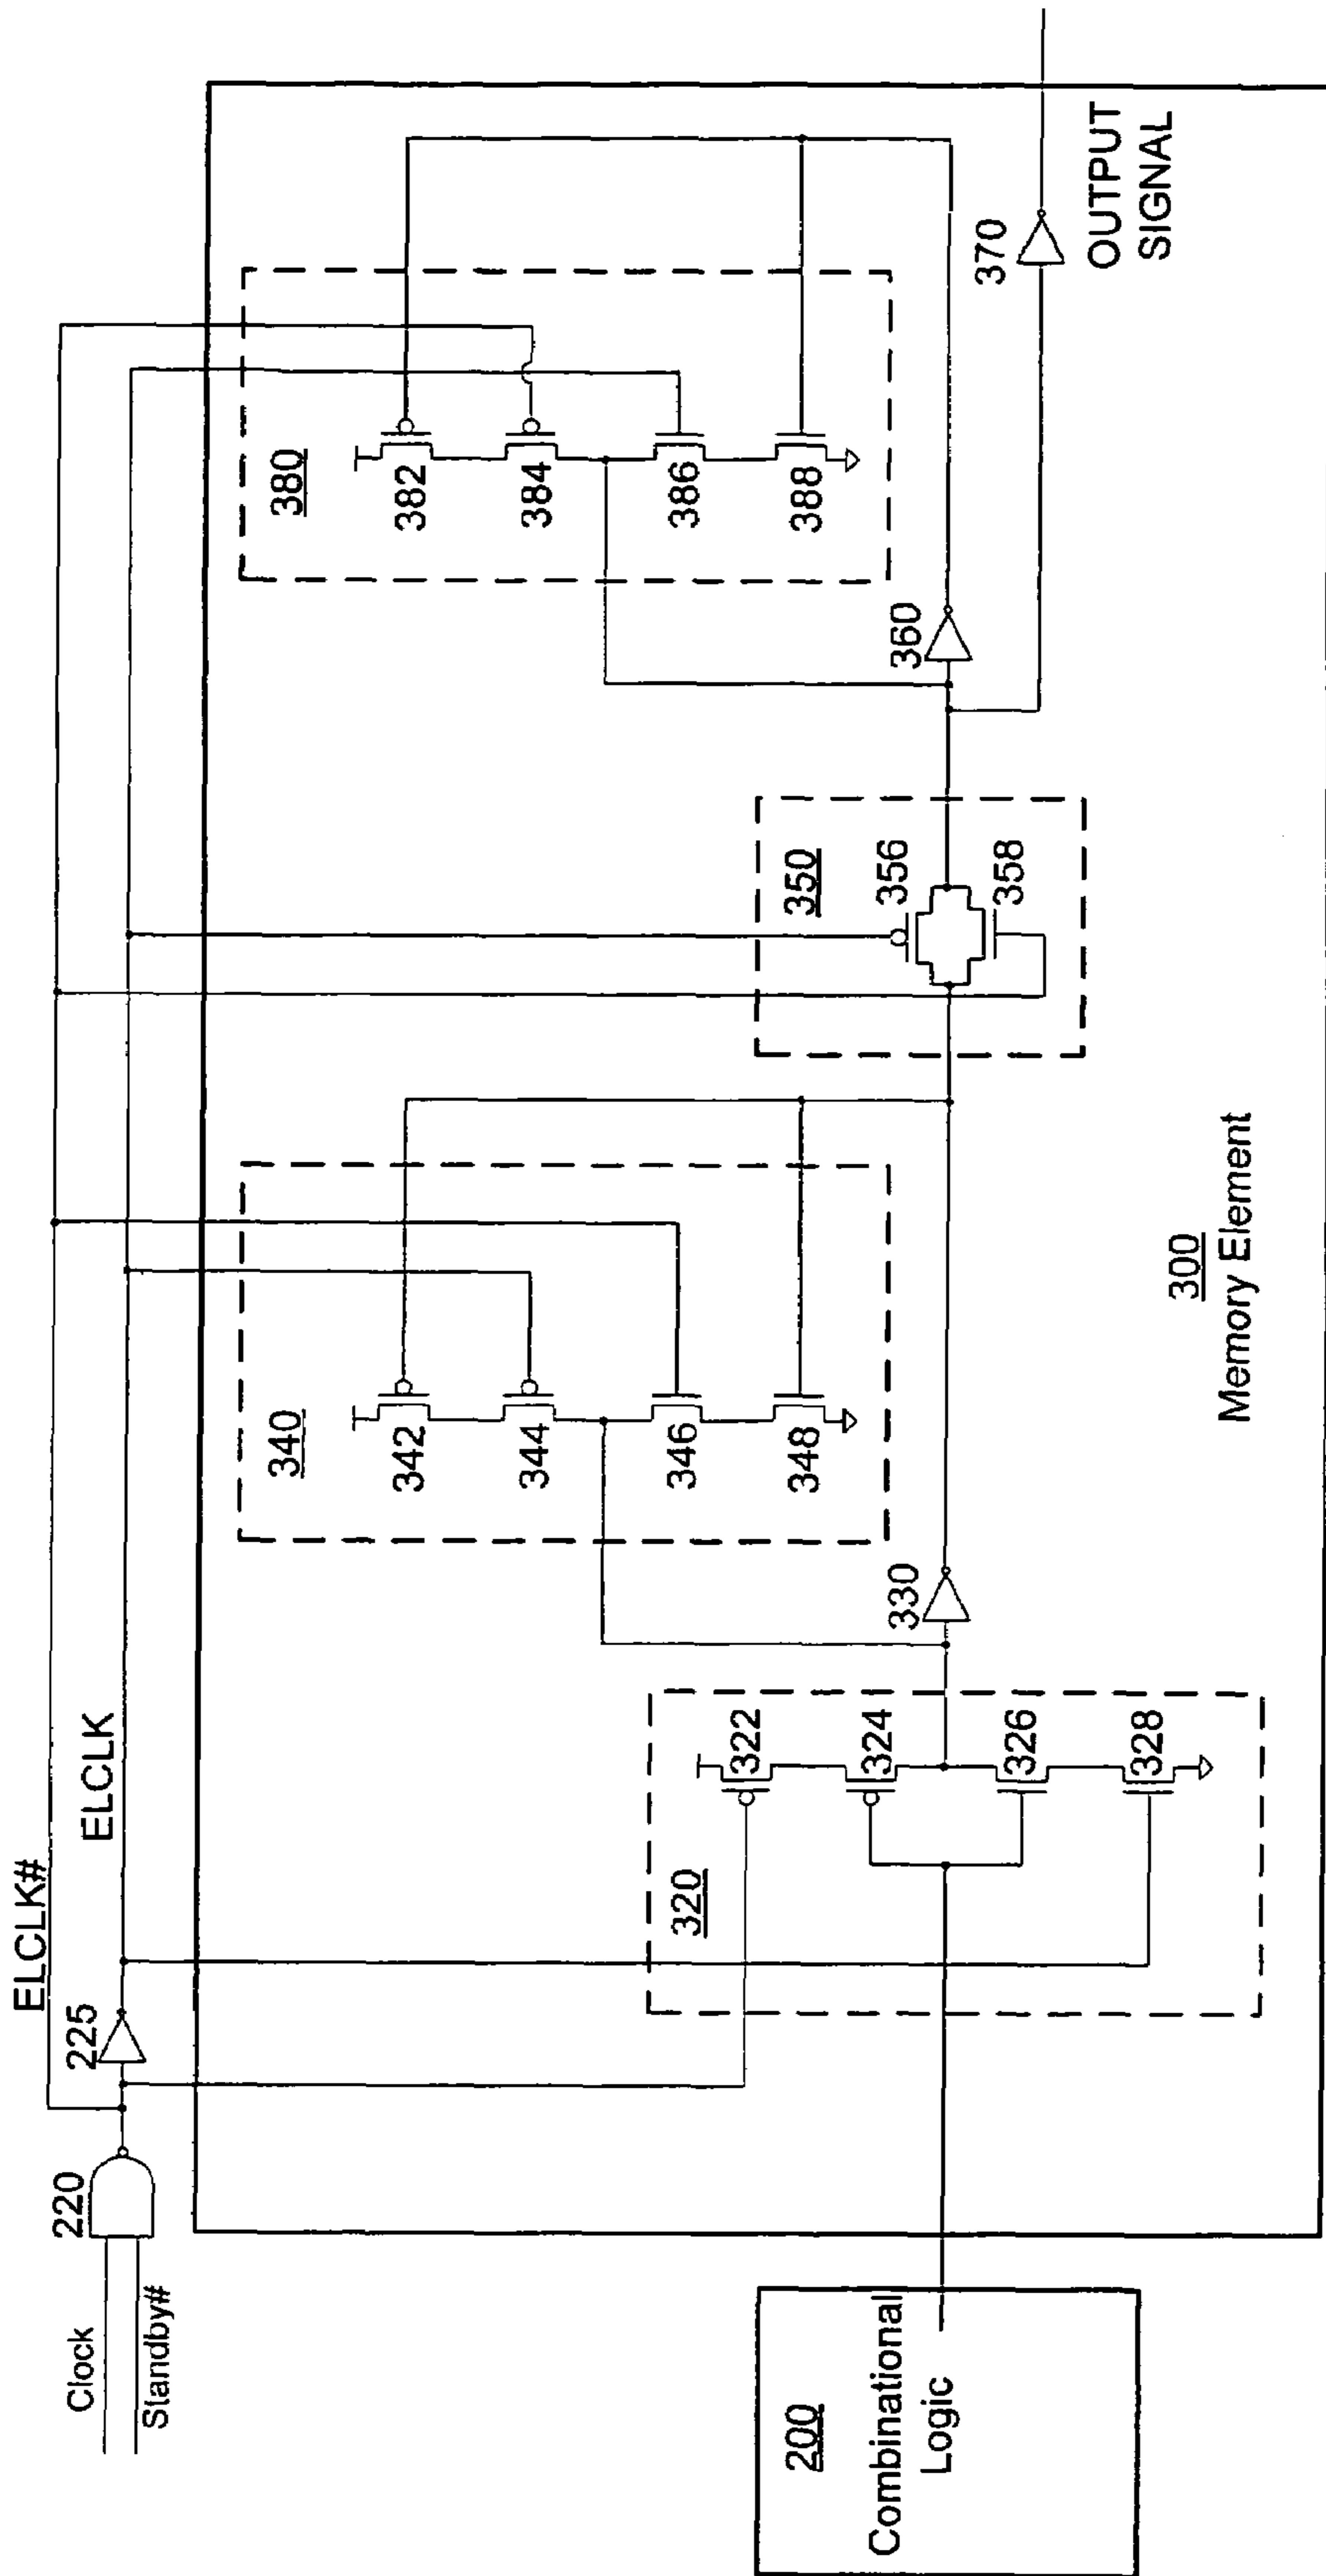 Clock
Standby#
220
225
ELCLK#
ELCLK
200
Combinational
Logic
320
322
324
326
328
330
340
342
344
346
348
350
356
358
360
370
380
382
384
386
388
OUTPUT
SIGNAL
300
Memory Element